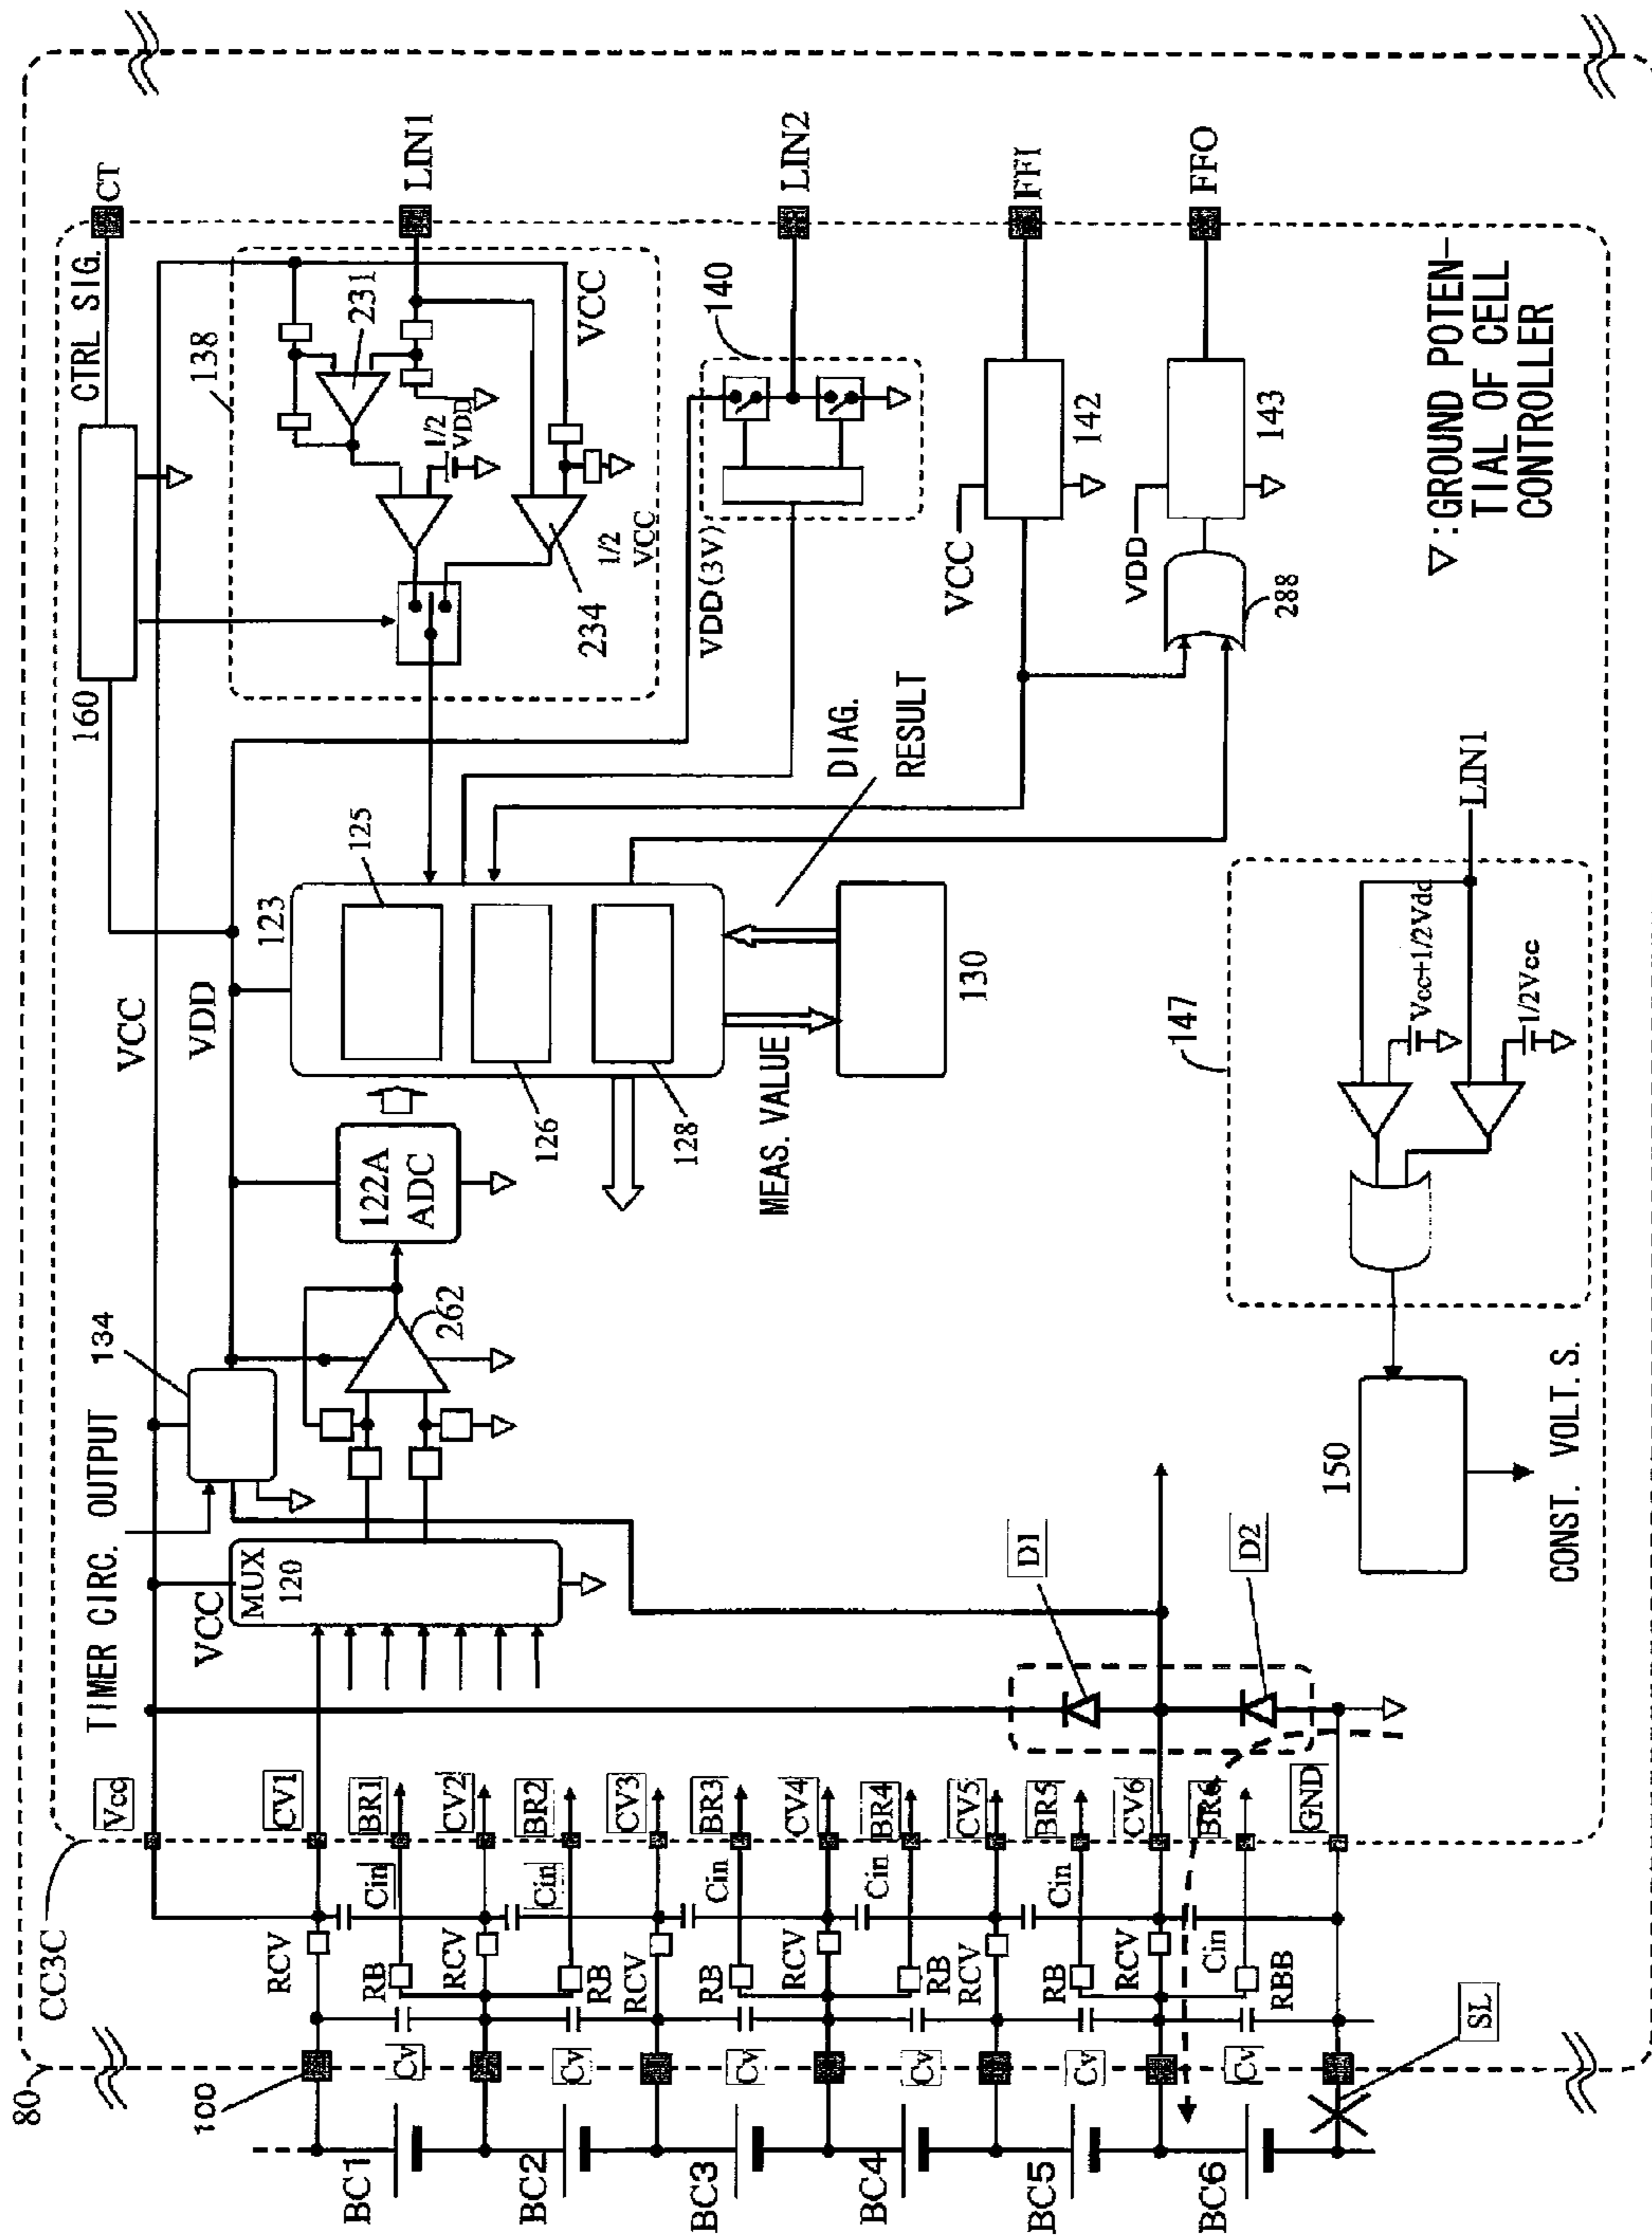 80
CC3C
100
BC1
BC2
BC3
BC4
BC5
BC6
Cv
Cv
Cv
Cv
Cv
Cv
SL
RCV
RB
RCV
RB
RCV
RB
RCV
RB
RCV
RB
RCV
RBB
Cin
Cin
Cin
Cin
Cin
Cin
Vcc
CV1
BR1
CV2
BR2
CV3
BR3
CV4
BR4
CV5
BR5
CV6
BR6
GND
TIMER CIRC. OUTPUT
134
VCC
MUX
120
D1
D2
262
122A
ADC
VCC
VDD
123
125
126
128
MEAS. VALUE
130
DIAG.
RESULT
160
CTRL SIG.
CT
138
231
1/2
VDD
234
1/2
VCC
VCC
LIN1
140
VDD(3V)
LIN2
VCC
142
FFI
VDD
143
288
FFO
147
LIN1
Vcc+1/2Vdd
1/2Vcc
150
CONST. VOLT. S.
▽:GROUND POTEN-
TIAL OF CELL
CONTROLLER